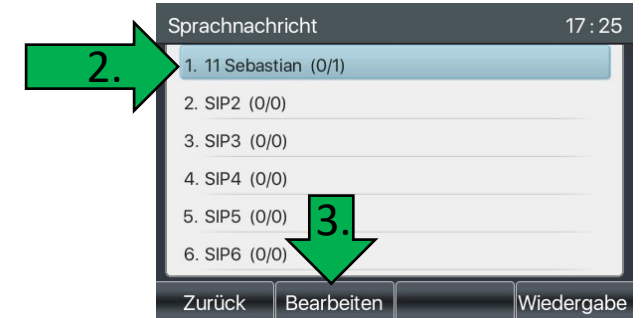 Sprachnachricht 17:25
2.
1. 11 Sebastian (0/1)
2. SIP2 (0/0)
3. SIP3 (0/0)
4. SIP4 (0/0)
5. SIP5 (0/0)
3.
6. SIP6 (0/0)
Zurück Bearbeiten Wiedergabe